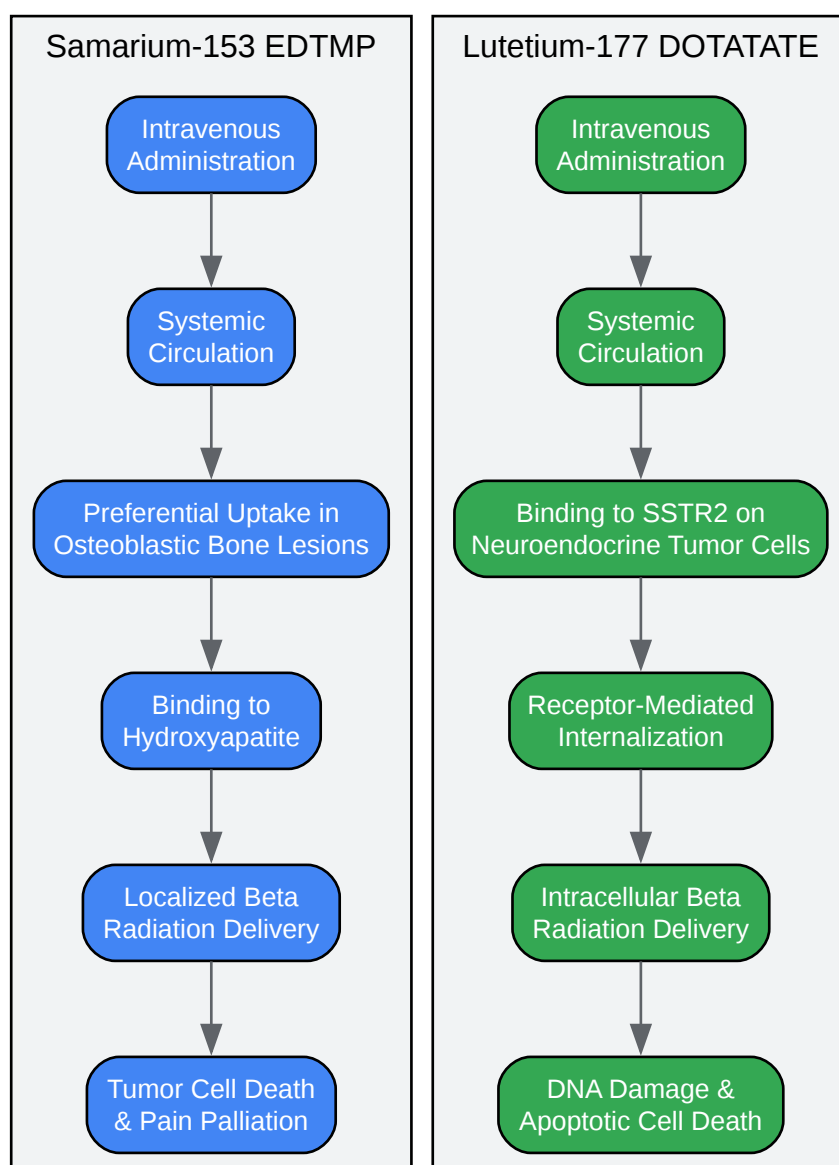 Samarium-153 EDTMP
Intravenous
Administration
Systemic
Circulation
Preferential Uptake in
Osteoblastic Bone Lesions
Binding to
Hydroxyapatite
Localized Beta
Radiation Delivery
Tumor Cell Death
& Pain Palliation
Lutetium-177 DOTATATE
Intravenous
Administration
Systemic
Circulation
Binding to SSTR2 on
Neuroendocrine Tumor Cells
Receptor-Mediated
Internalization
Intracellular Beta
Radiation Delivery
DNA Damage &
Apoptotic Cell Death